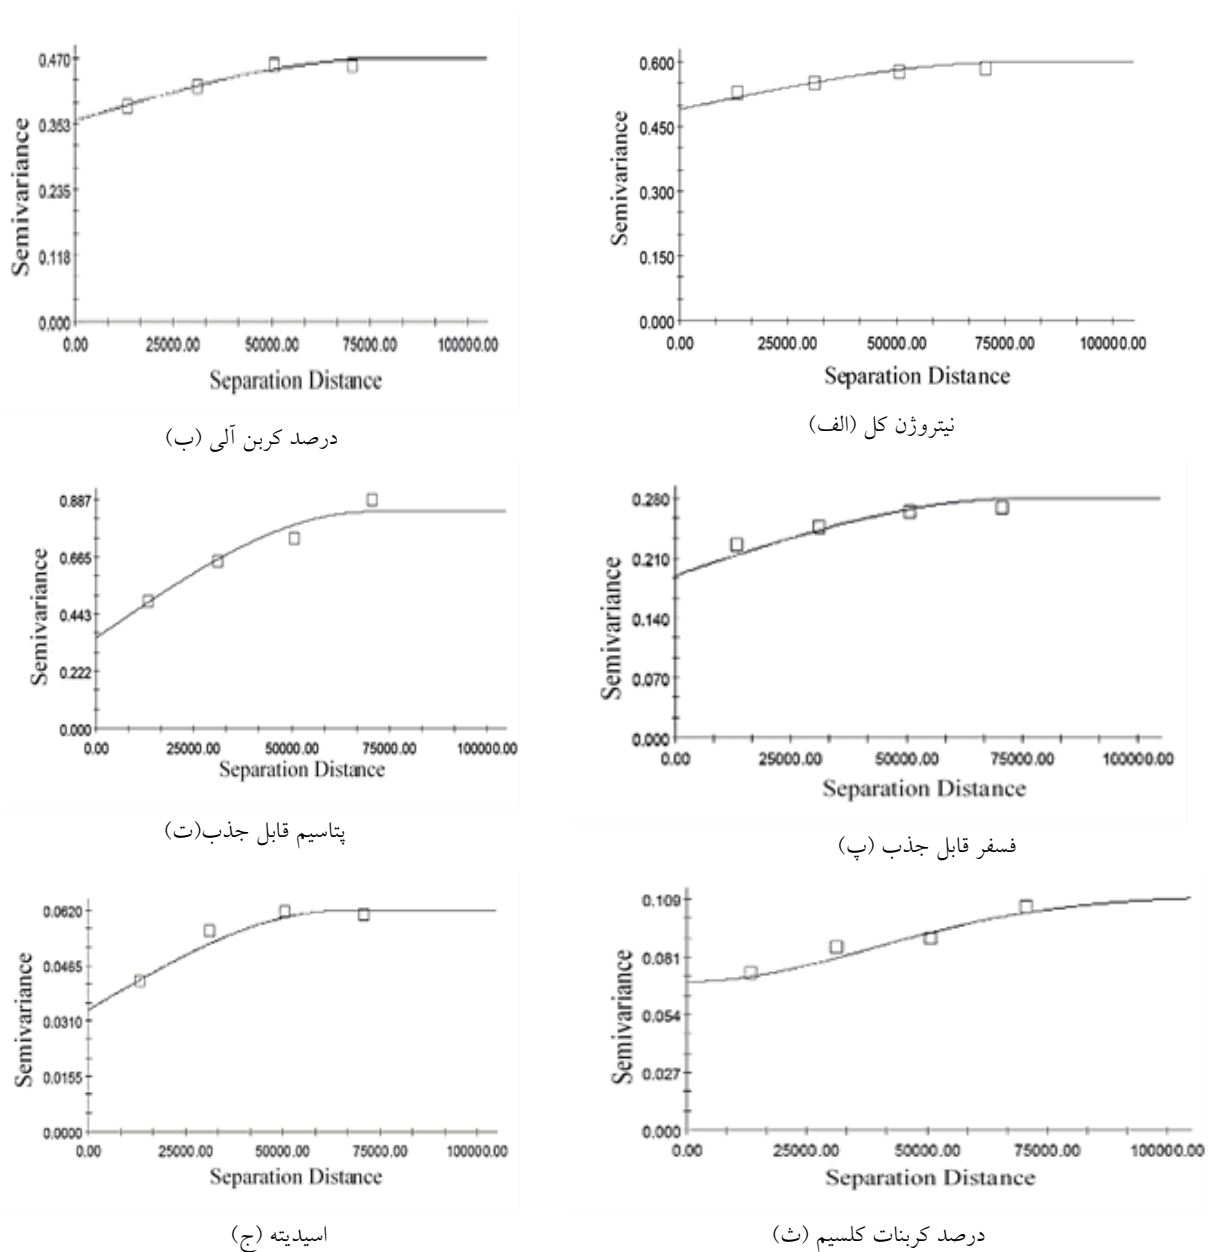 Semivariance
0.600
0.450
0.300
0.150
0.000
0.00 25000.00 50000.00 75000.00 100000.00
Separation Distance
نیتروژن کل (الف)
Semivariance
0.470
0.353
0.235
0.118
0.000
0.00 25000.00 50000.00 75000.00 100000.00
Separation Distance
درصد کربن آلی (ب)
Semivariance
0.280
0.210
0.140
0.070
0.000
0.00 25000.00 50000.00 75000.00 100000.00
Separation Distance
فسفر قابل جذب (پ)
Semivariance
0.887
0.665
0.443
0.222
0.000
0.00 25000.00 50000.00 75000.00 100000.00
Separation Distance
پتاسیم قابل جذب(ت)
Semivariance
0.109
0.081
0.054
0.027
0.000
0.00 25000.00 50000.00 75000.00 100000.00
Separation Distance
درصد کربنات کلسیم (ث)
Semivariance
0.0620
0.0465
0.0310
0.0155
0.0000
0.00 25000.00 50000.00 75000.00 100000.00
Separation Distance
اسیدیته (ج)